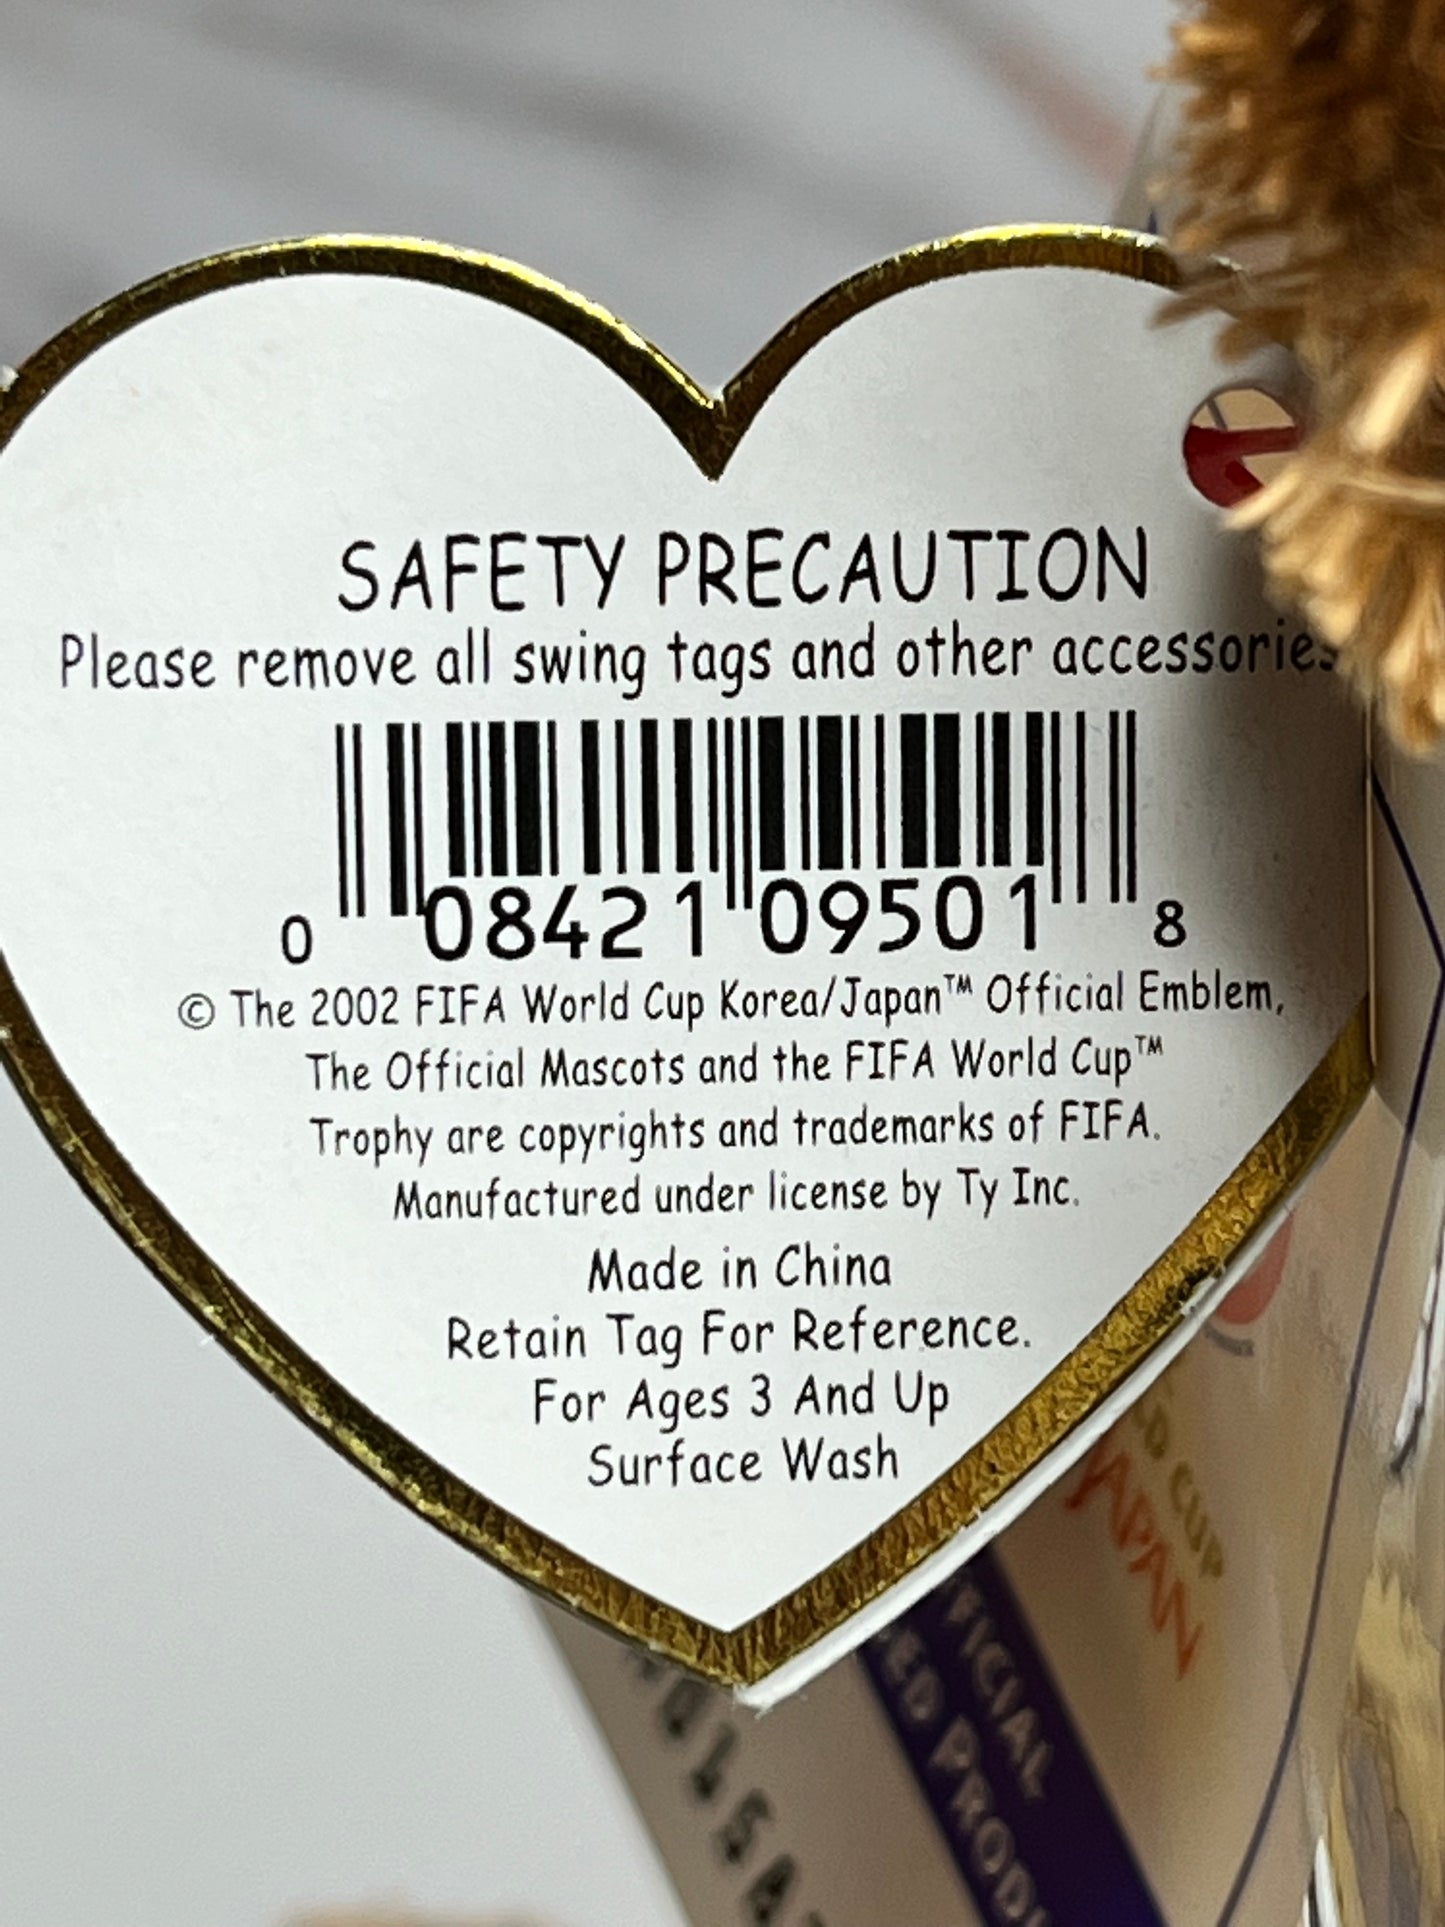 SAFETY PRECAUTION
Please remove all swing tags and other accessories
0 08421 09501 8
© The 2002 FIFA World Cup Korea/Japan™ Official Emblem,
The Official Mascots and the FIFA World Cup™
Trophy are copyrights and trademarks of FIFA.
Manufactured under license by Ty Inc.
Made in China
Retain Tag For Reference.
For Ages 3 And Up
Surface Wash
CUP